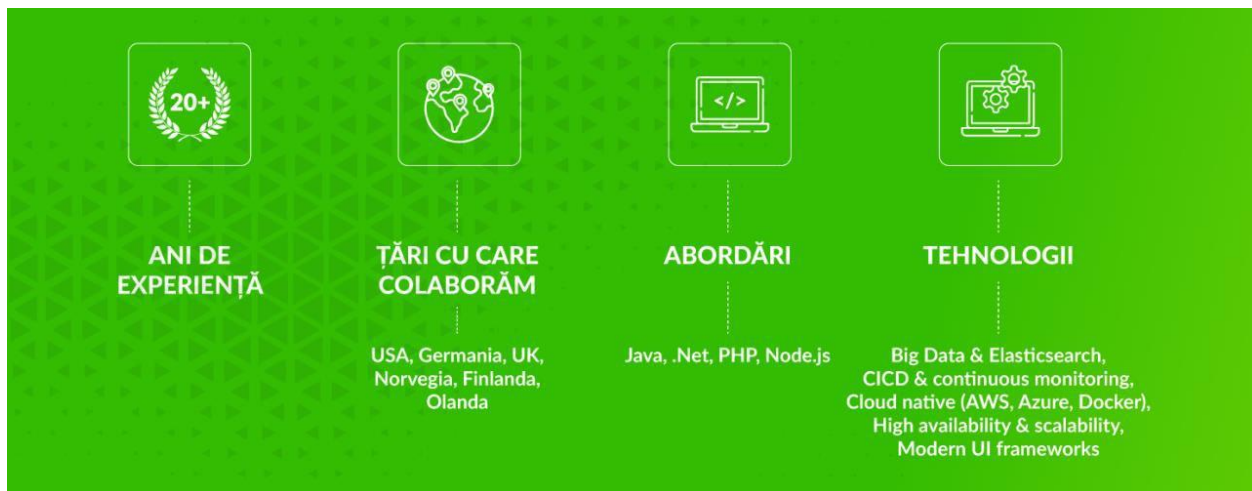 20+
ANI DE
EXPERIENȚĂ
</>
ȚĂRI CU CARE
COLABORĂM
USA, Germania, UK,
Norvegia, Finlanda,
Olanda
ABORDĂRI
Java, .Net, PHP, Node.js
TEHNOLOGII
Big Data & Elasticsearch,
CICD & continuous monitoring,
Cloud native (AWS, Azure, Docker),
High availability & scalability,
Modern UI frameworks